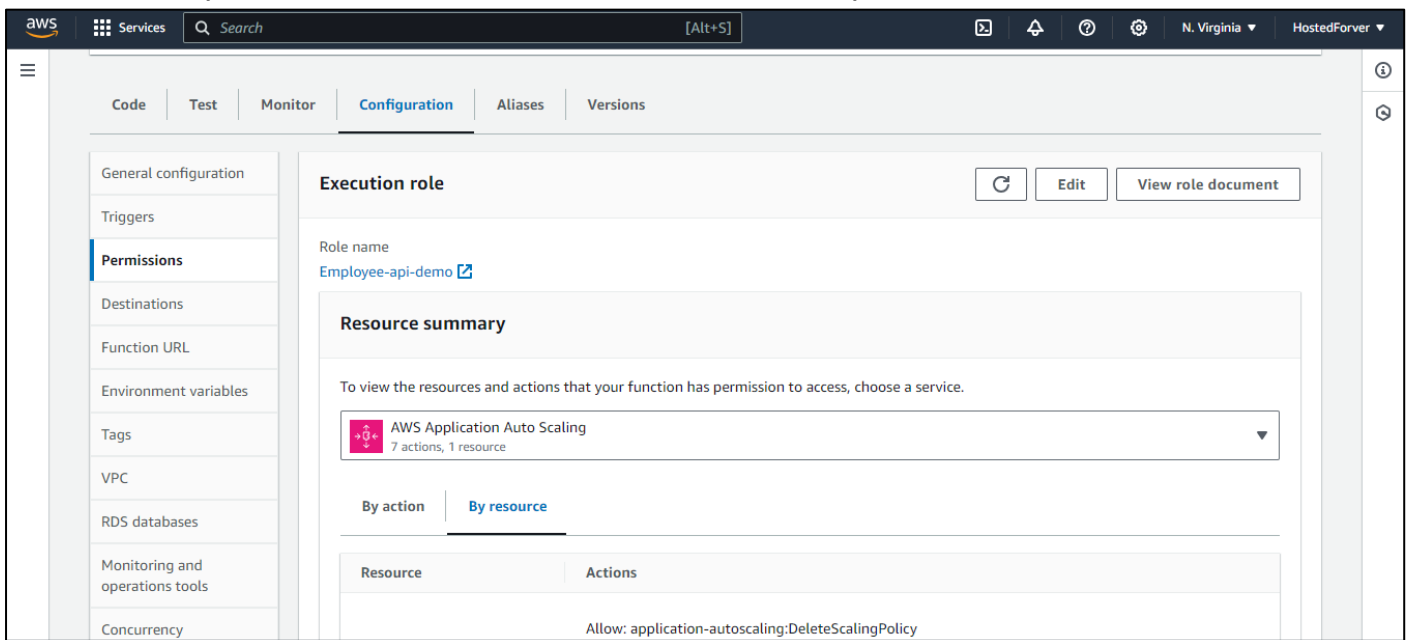 aws
Services
Search
[Alt+S]
N. Virginia
HostedForver
Code
Test
Monitor
Configuration
Aliases
Versions
General configuration
Triggers
Permissions
Destinations
Function URL
Environment variables
Tags
VPC
RDS databases
Monitoring and
operations tools
Concurrency
Execution role
Edit
View role document
Role name
Employee-api-demo
Resource summary
To view the resources and actions that your function has permission to access, choose a service.
AWS Application Auto Scaling
7 actions, 1 resource
By action
By resource
Resource
Actions
Allow: application-autoscaling:DeleteScalingPolicy